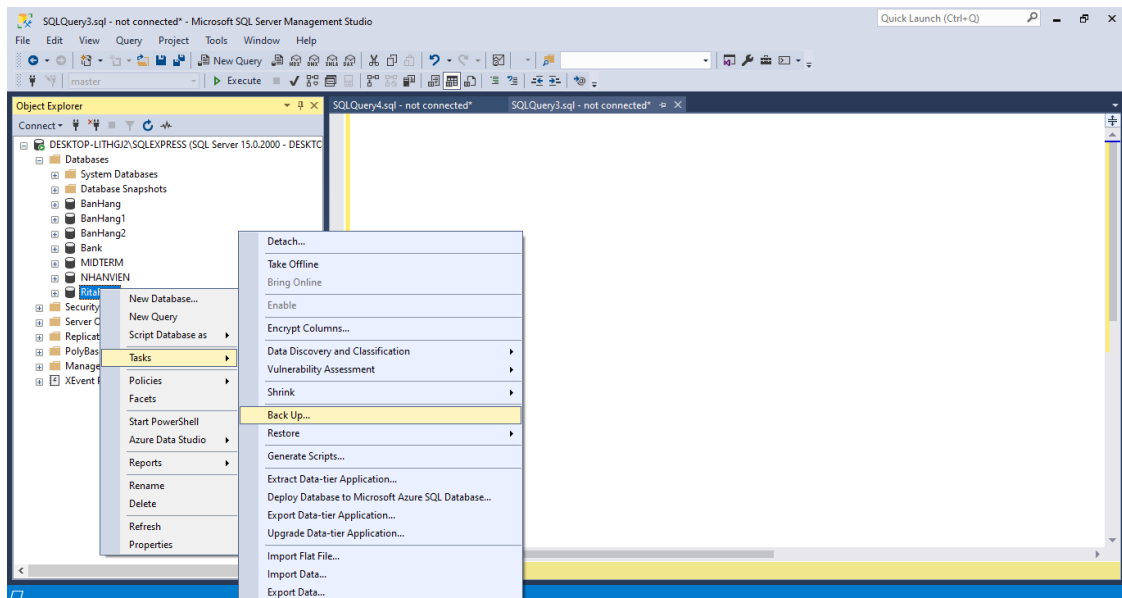 SQLQuery3.sql - not connected* - Microsoft SQL Server Management Studio
Quick Launch (Ctrl+Q)
File Edit View Query Project Tools Window Help
New Query
master
Execute
Object Explorer
SQLQuery4.sql - not connected*
SQLQuery3.sql - not connected*
Connect
DESKTOP-LITHGJ2\SQLEXPRESS (SQL Server 15.0.2000 - DESKTC
Databases
System Databases
Database Snapshots
BanHang
BanHang1
BanHang2
Bank
MIDTERM
NHANVIEN
Rita
Security
Server O
Replicat
PolyBas
Manage
XEvent
New Database...
New Query
Script Database as
Tasks
Policies
Facets
Start PowerShell
Azure Data Studio
Reports
Rename
Delete
Refresh
Properties
Detach...
Take Offline
Bring Online
Enable
Encrypt Columns...
Data Discovery and Classification
Vulnerability Assessment
Shrink
Back Up...
Restore
Generate Scripts...
Extract Data-tier Application...
Deploy Database to Microsoft Azure SQL Database...
Export Data-tier Application...
Upgrade Data-tier Application...
Import Flat File...
Import Data...
Export Data...